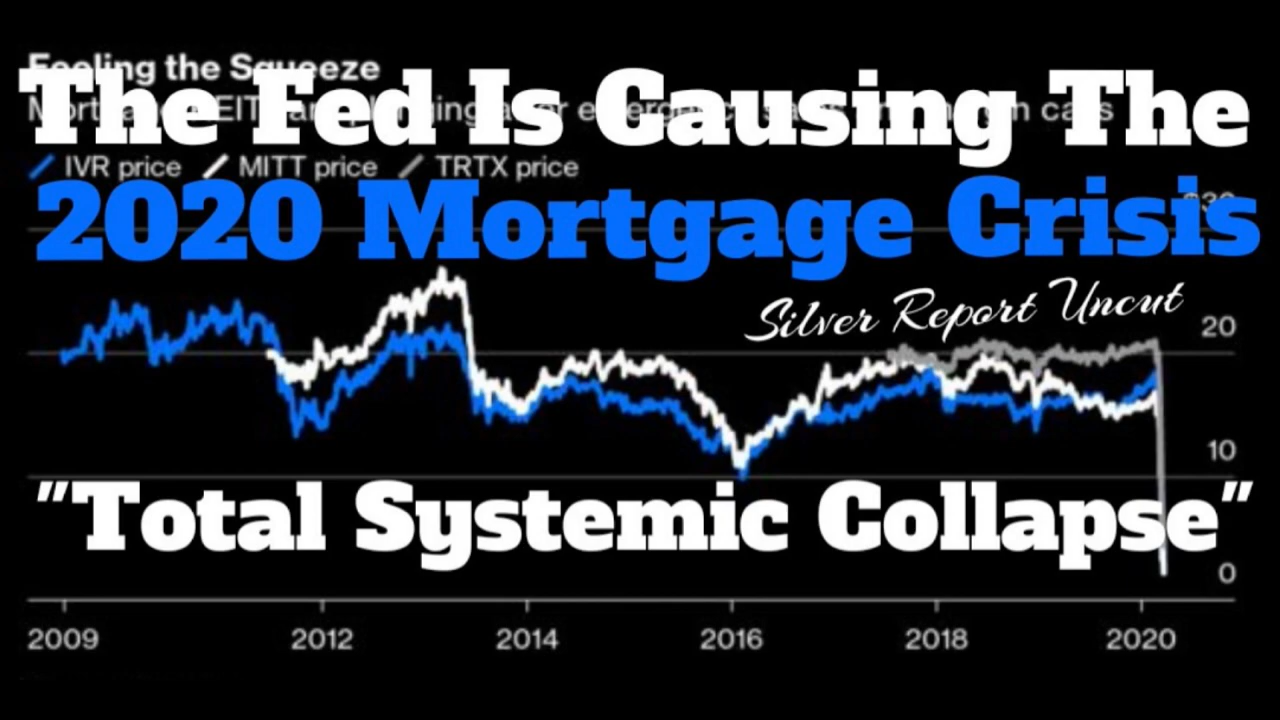 Feeling the Squeeze
The Fed Is Causing The
IVR price MITT price TRTX price
2020 Mortgage Crisis
Silver Report Uncut
20
10
"Total Systemic Collapse"
0
2009 2012 2014 2016 2018 2020